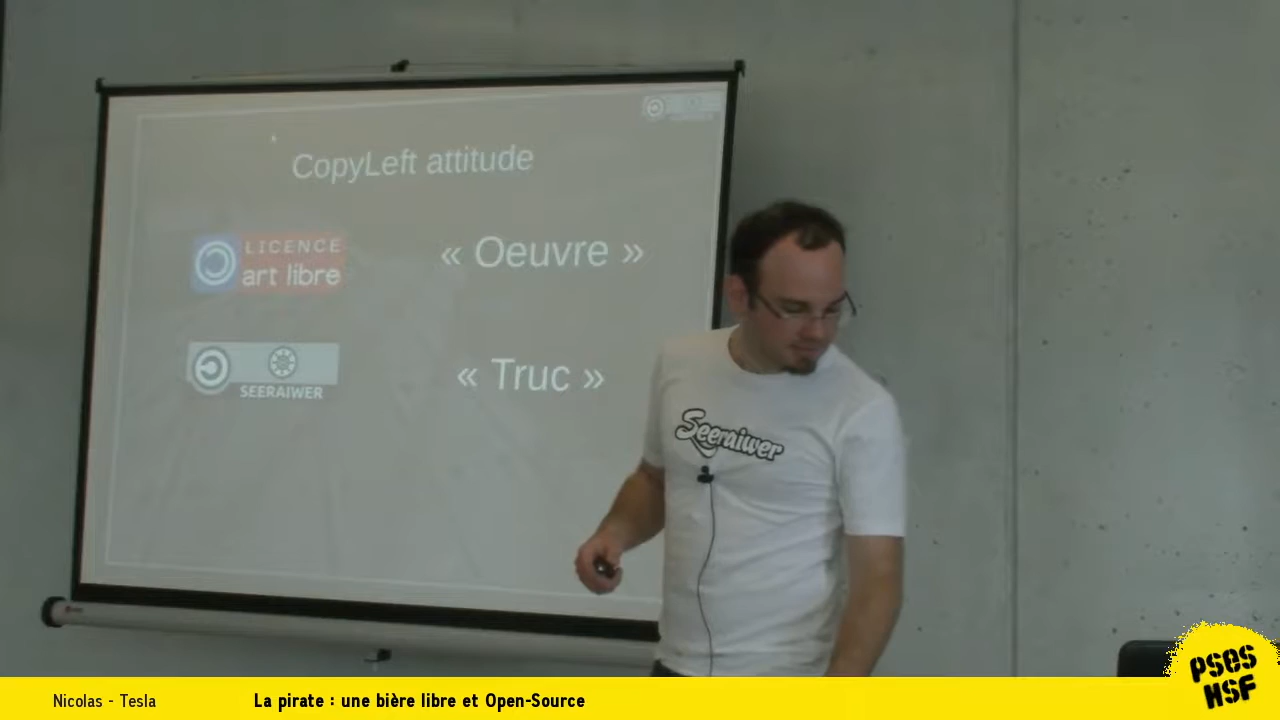 CopyLeft attitude
LICENCE
art libre
« Oeuvre »
SEERAIWER
« Truc »
Seeraiwer
PSES
HSF
Nicolas - Tesla
La pirate : une bière libre et Open-Source